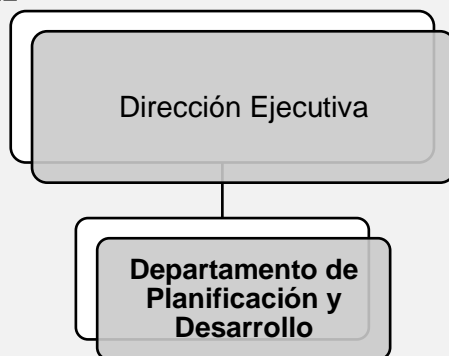 Dirección Ejecutiva
Departamento de
Planificación y
Desarrollo